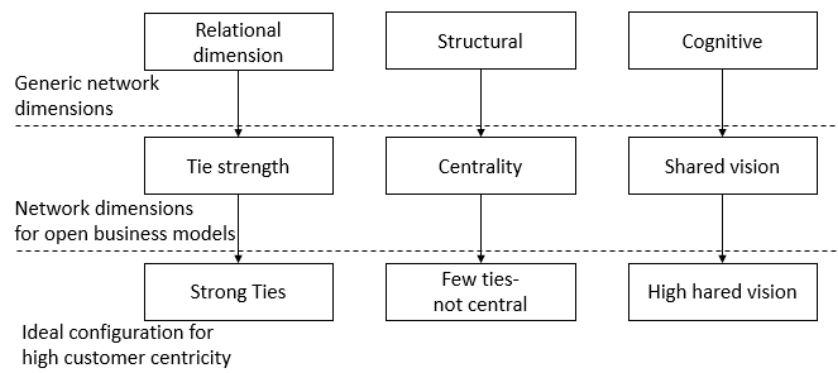 Relational
dimension
Structural
Cognitive
Generic network
dimensions
Tie strength
Centrality
Shared vision
Network dimensions
for open business models
Strong Ties
Few ties-
not central
High hared vision
Ideal configuration for
high customer centricity